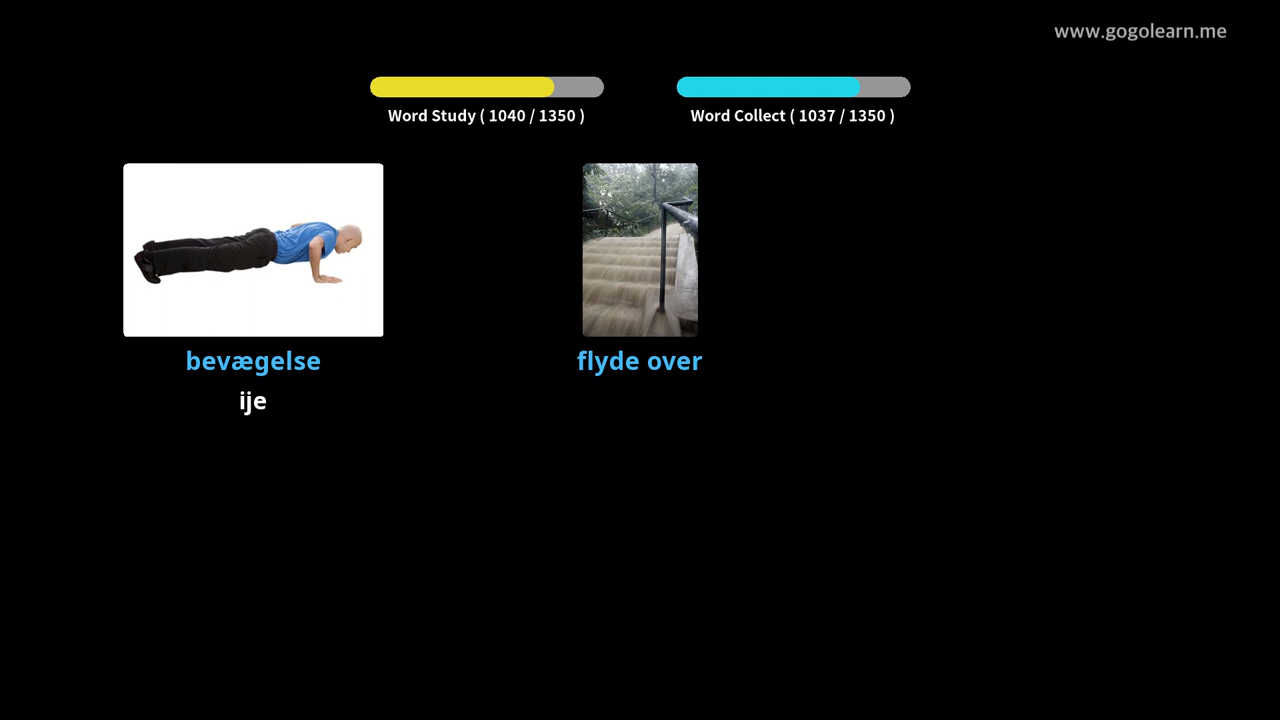 www.gogolearn.me
Word Study ( 1040 / 1350 )
Word Collect ( 1037 / 1350 )
bevægelse
flyde over
ije